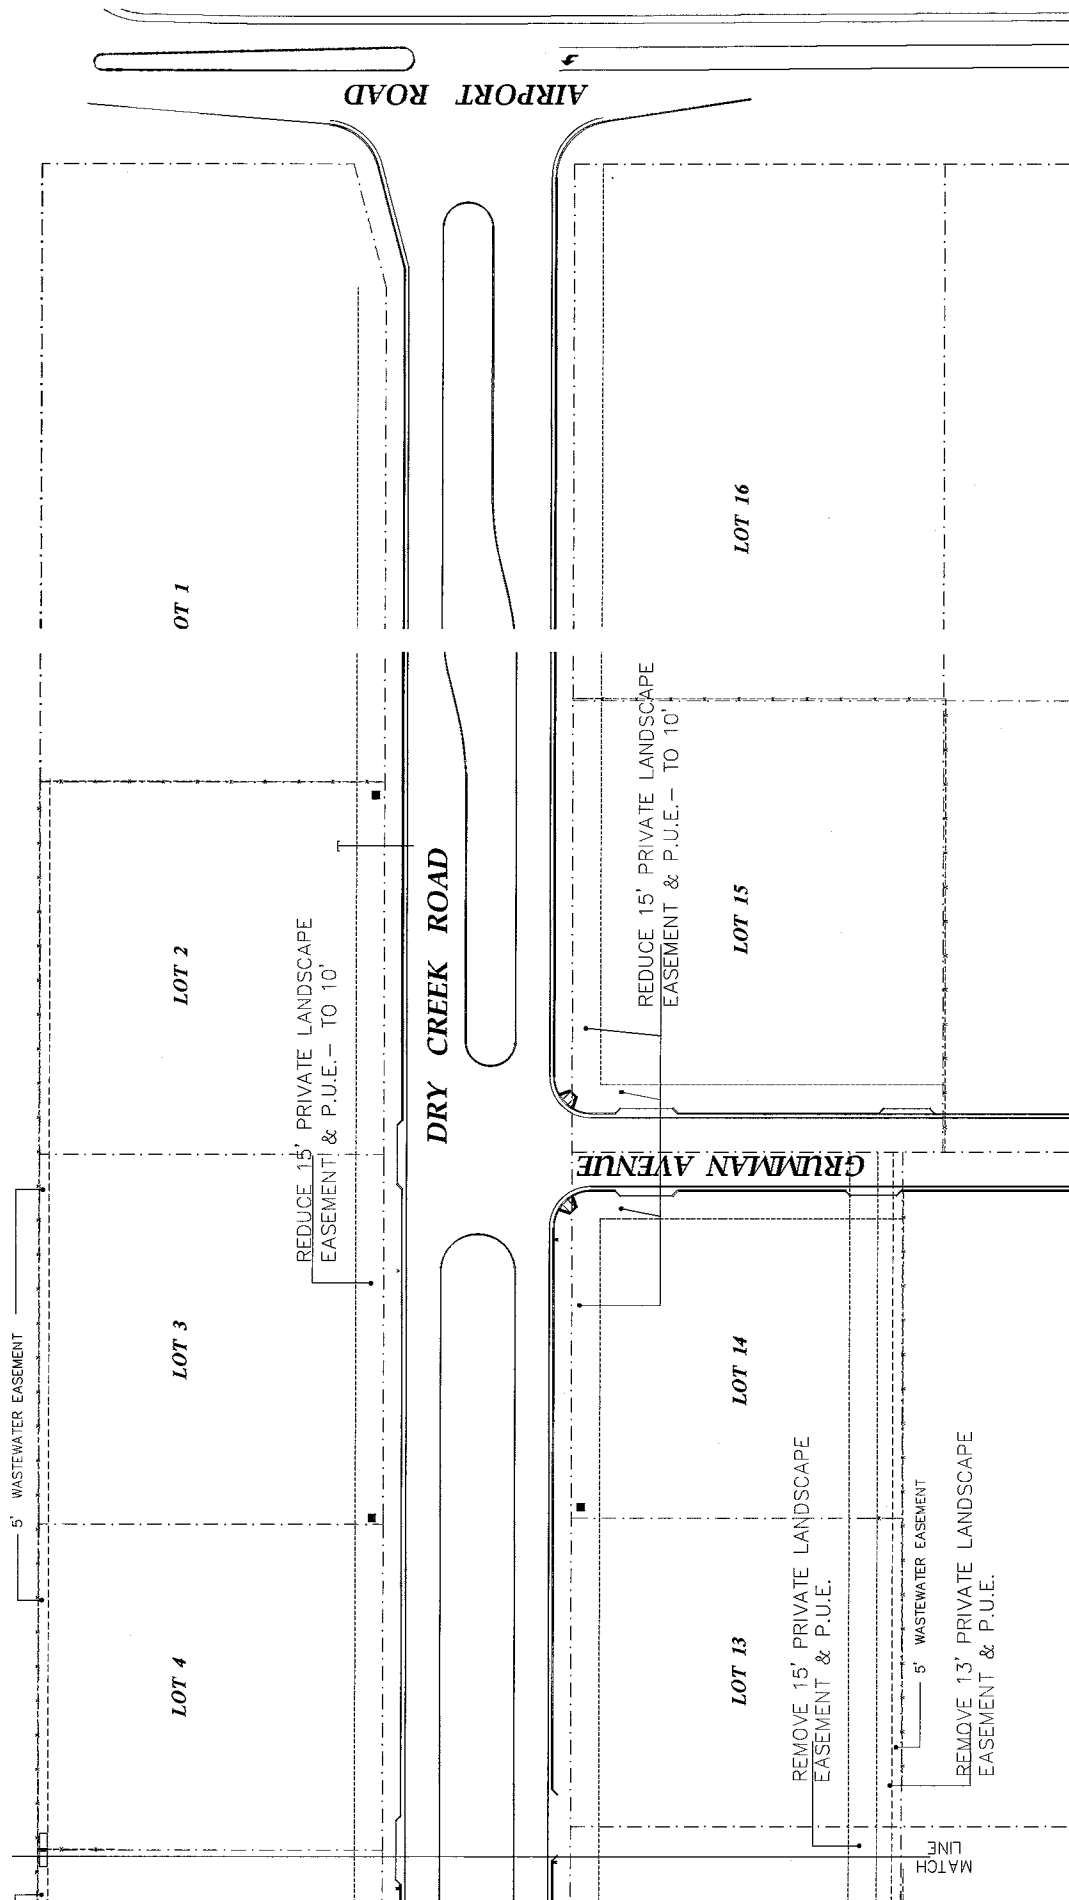 AIRPORT ROAD
OT 1
LOT 16
LOT 2
LOT 15
REDUCE 15' PRIVATE LANDSCAPE
EASEMENT & P.U.E.- TO 10'
DRY CREEK ROAD
REDUCE 15' PRIVATE LANDSCAPE
EASEMENT & P.U.E.- TO 10'
GRUMMAN AVENUE
5' WASTEWATER EASEMENT
LOT 3
LOT 14
LOT 4
LOT 13
REMOVE 15' PRIVATE LANDSCAPE
EASEMENT & P.U.E.
5' WASTEWATER EASEMENT
REMOVE 13' PRIVATE LANDSCAPE
EASEMENT & P.U.E.
MATCH
LINE